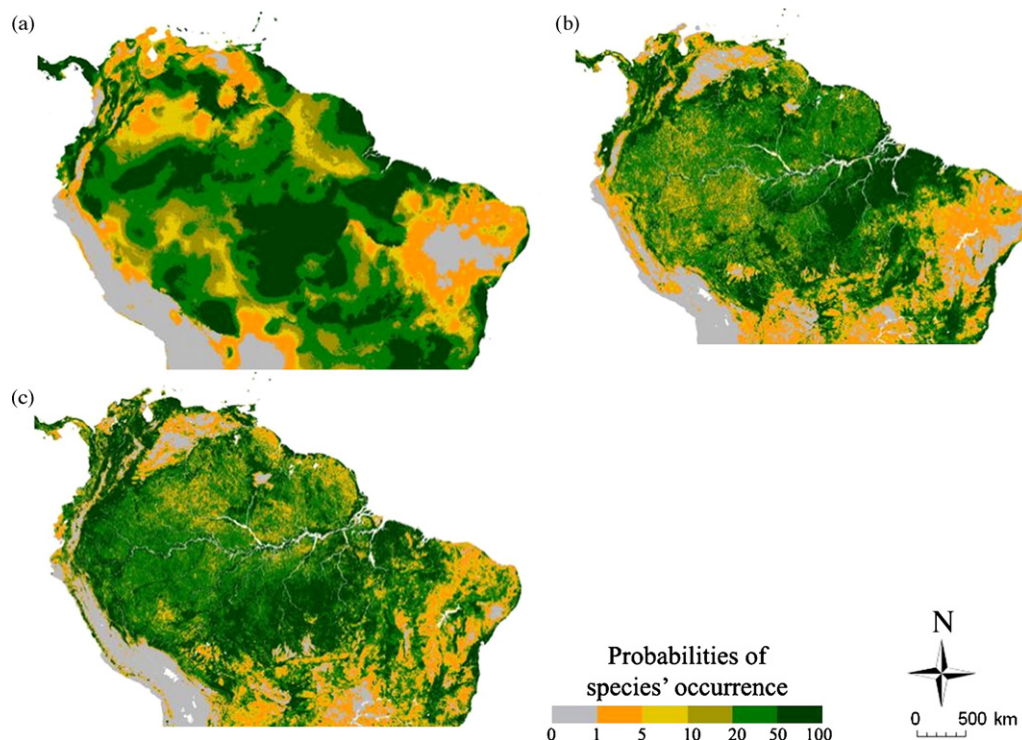 (a)
(b)
(c)
Probabilities of
species' occurrence
0 1 5 10 20 50 100
N
0 500 km